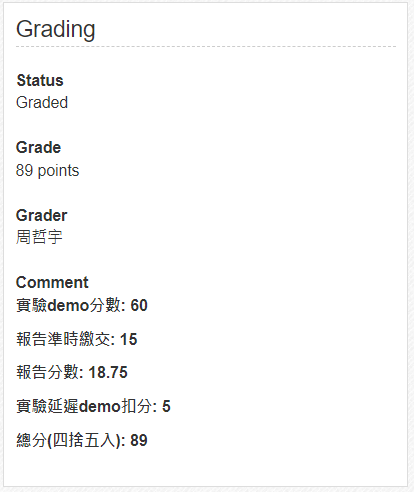 Grading
Status
Graded
Grade
89 points
Grader
周哲宇
Comment
實驗demo分數: 60
報告準時繳交: 15
報告分數: 18.75
實驗延遲demo扣分: 5
總分(四捨五入): 89